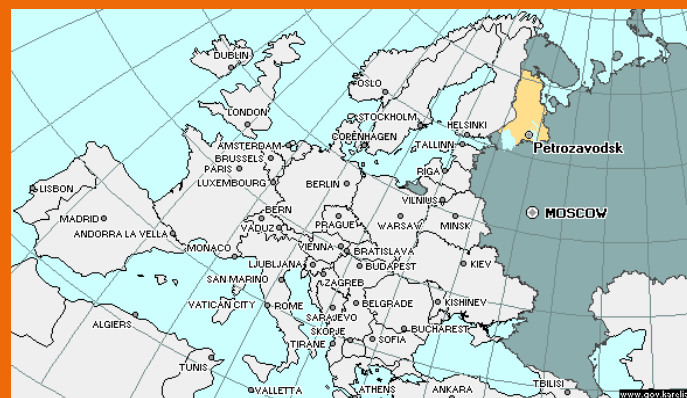 DUBLIN
OSLO
LONDON
STOCKHOLM
HELSINKI
COPENHAGEN
AMSTERDAM
TALLINN
Petrozavodsk
BRUSSELS
PARIS
RIGA
LUXEMBOURG
BERLIN
LISBON
VILNIUS
BERN
MOSCOW
MADRID
VADUZ
PRAGUE
WARSAW
MINSK
ANDORRA LA VELLA
MONACO
VIENNA
BRATISLAVA
LJUBLJANA
BUDAPEST
KIEV
SAN MARINO
ZAGREB
VATICAN CITY
ROME
BELGRADE
KISHINEV
SARAJEVO
ALGIERS
SKOPJE
BUCHAREST
TIRANE
SOFIA
TUNIS
TBILISI
VALLETTA
ATHENS
ANKARA
www.gov.karelia